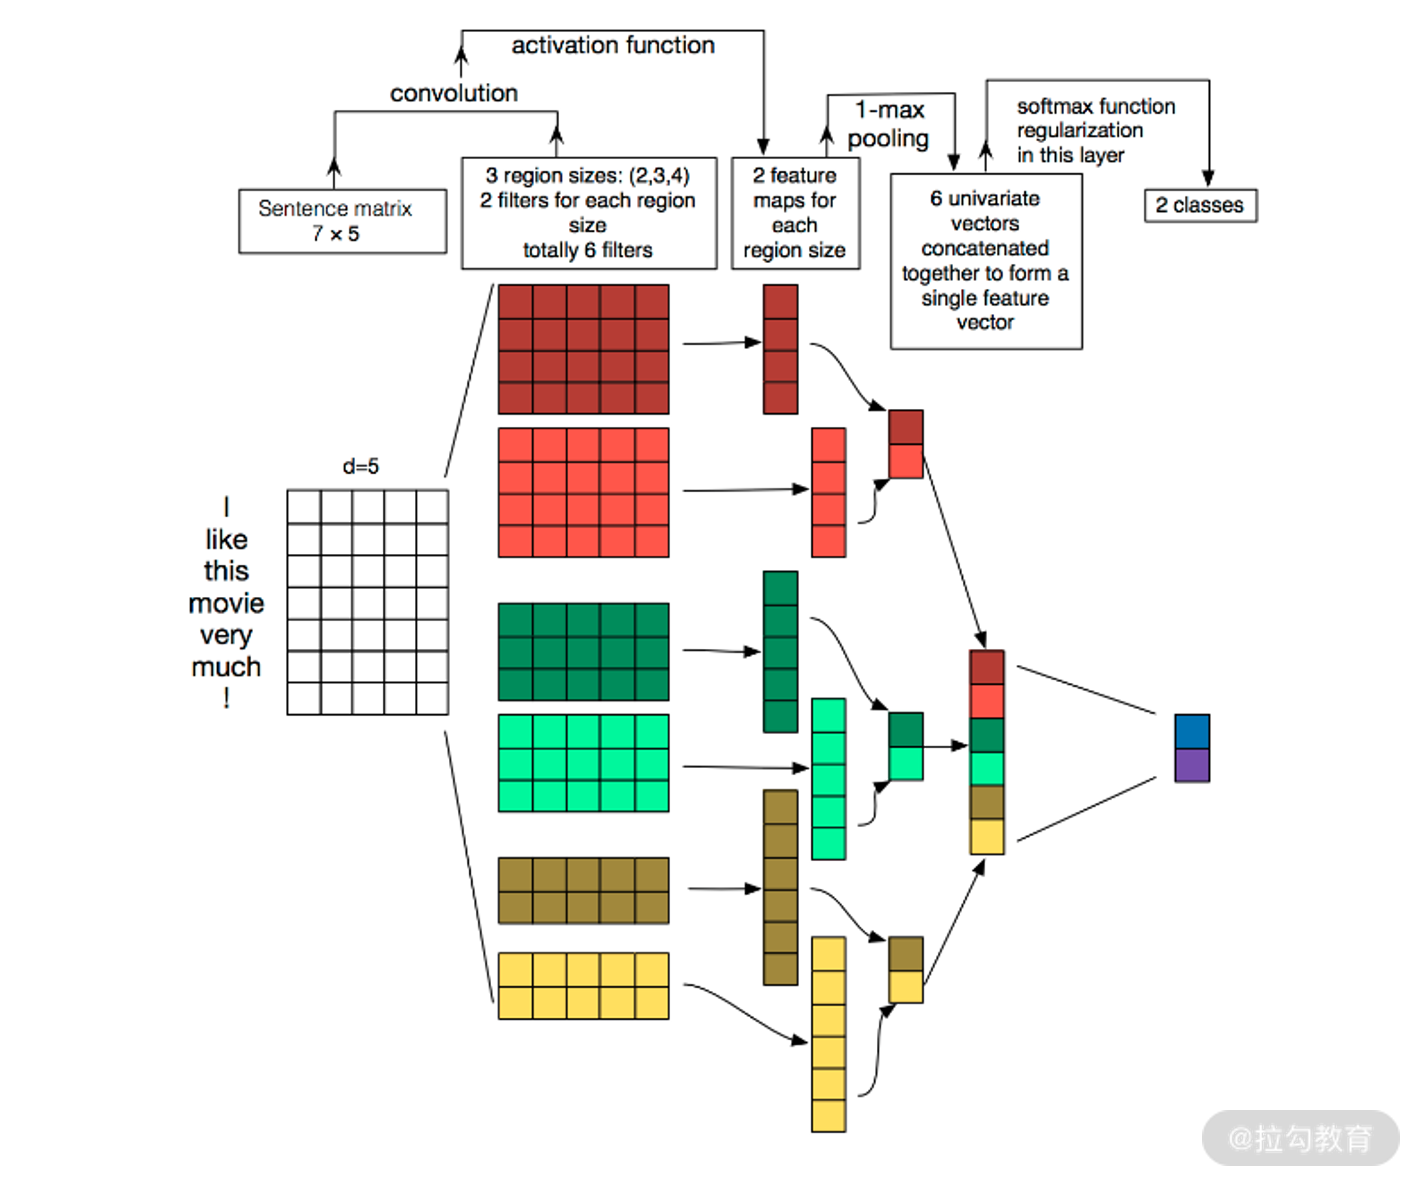 activation function
convolution
1-max
pooling
softmax function
regularization
in this layer
Sentence matrix
7 × 5
3 region sizes: (2,3,4)
2 filters for each region
size
totally 6 filters
2 feature
maps for
each
region size
6 univariate
vectors
concatenated
together to form a
single feature
vector
2 classes
d=5
I
like
this
movie
very
much
!
@拉勾教育